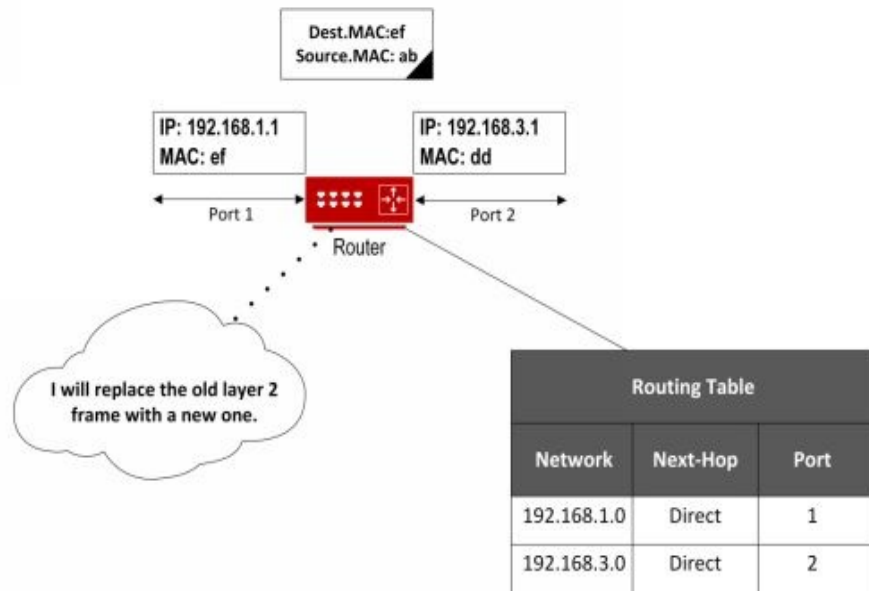 Dest.MAC:ef
Source.MAC: ab
IP: 192.168.1.1
MAC: ef
IP: 192.168.3.1
MAC: dd
Port 1
Port 2
Router
I will replace the old layer 2
frame with a new one.
Routing Table
Network Next-Hop Port
192.168.1.0 Direct 1
192.168.3.0 Direct 2